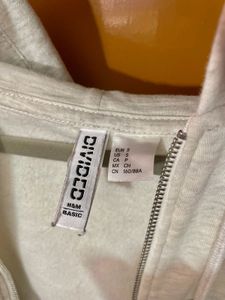 DIVIDED
H&M
BASIC
EUR S
US S
CA P
MX CH
CN 160/88A